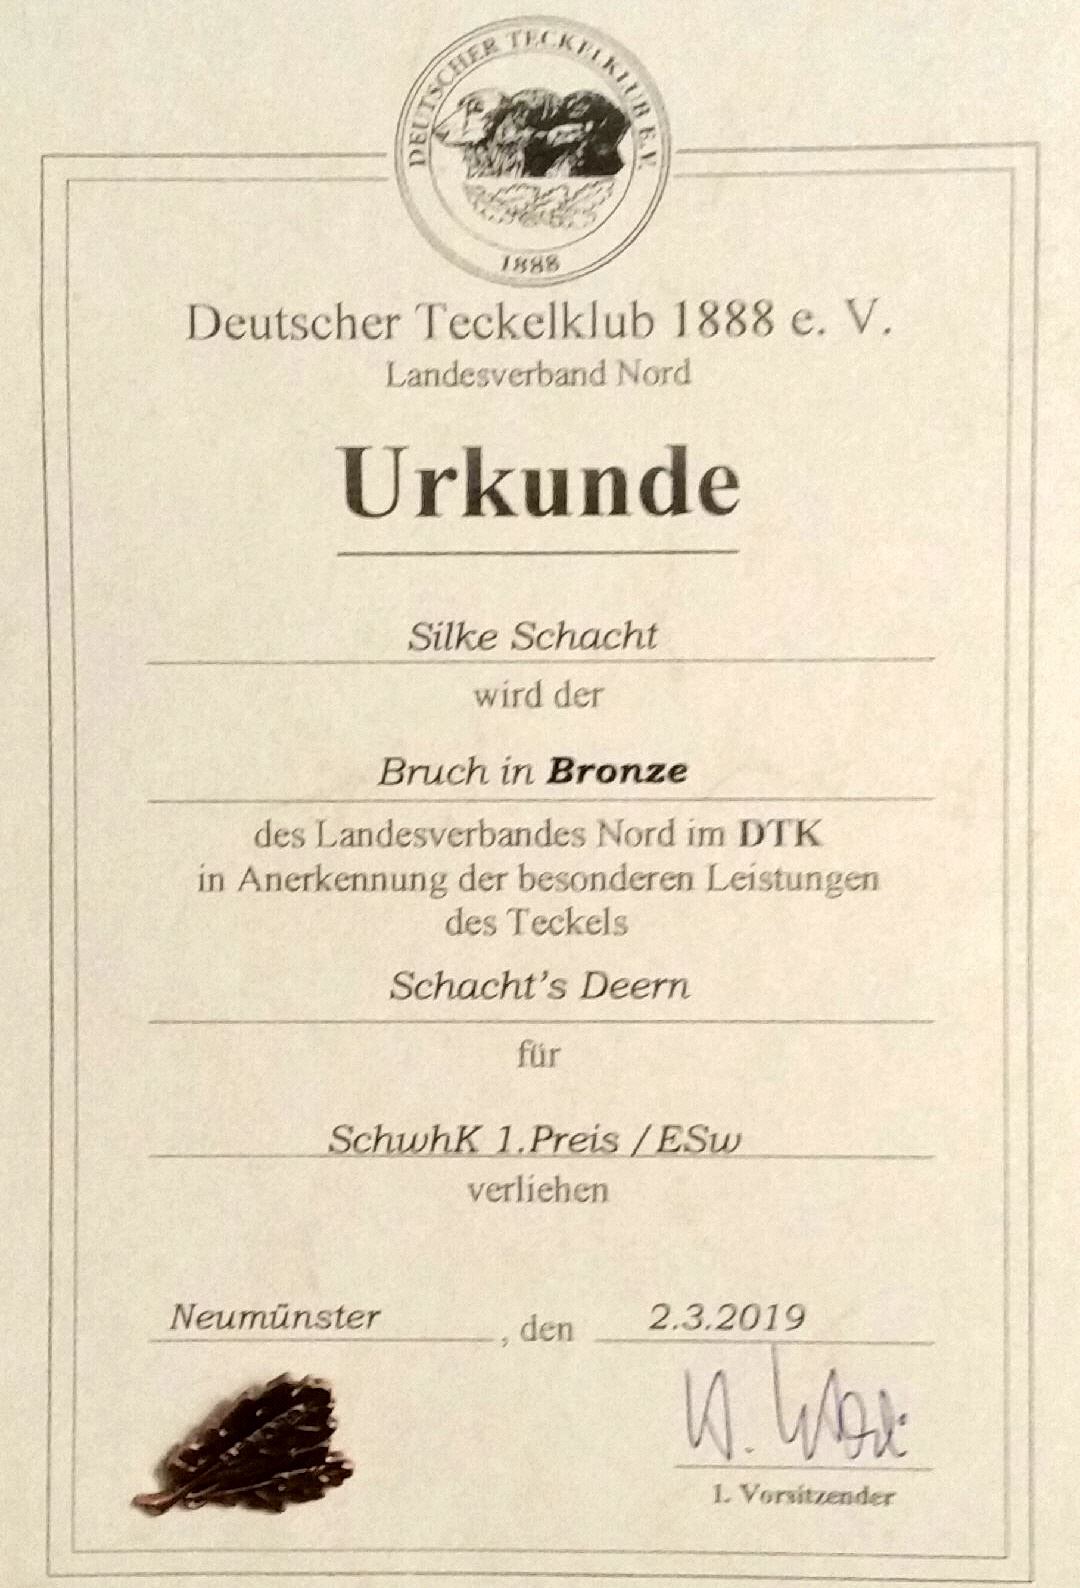 DEUTSCHER TECKELKLUB E.V.
1888
Deutscher Teckelklub 1888 e. V.
Landesverband Nord
Urkunde
Silke Schacht
wird der
Bruch in Bronze
des Landesverbandes Nord im DTK
in Anerkennung der besonderen Leistungen
des Teckels
Schacht's Deern
für
SchwhK 1.Preis /ESw
verliehen
Neumünster , den 2.3.2019
1. Vorsitzender